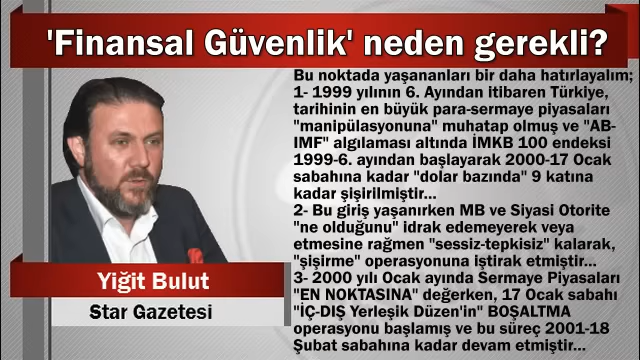 'Finansal Güvenlik' neden gerekli?
Bu noktada yaşananları bir daha hatırlayalım;
1- 1999 yılının 6. Ayından itibaren Türkiye,
tarihinin en büyük para-sermaye piyasaları
"manipülasyonuna" muhatap olmuş ve "AB-
IMF" algılaması altında İMKB 100 endeksi
1999-6. ayından başlayarak 2000-17 Ocak
sabahına kadar "dolar bazında" 9 katına
kadar şişirilmiştir...
2- Bu giriş yaşanırken MB ve Siyasi Otorite
"ne olduğunu" idrak edemeyerek veya
etmesine rağmen "sessiz-tepkisiz" kalarak,
"şişirme" operasyonuna iştirak etmiştir...
3- 2000 yılı Ocak ayında Sermaye Piyasaları
"EN NOKTASINA" değerken, 17 Ocak sabahı
"İÇ-DIŞ Yerleşik Düzen'in" BOŞALTMA
operasyonu başlamış ve bu süreç 2001-18
Şubat sabahına kadar devam etmiştir...
Yiğit Bulut
Star Gazetesi